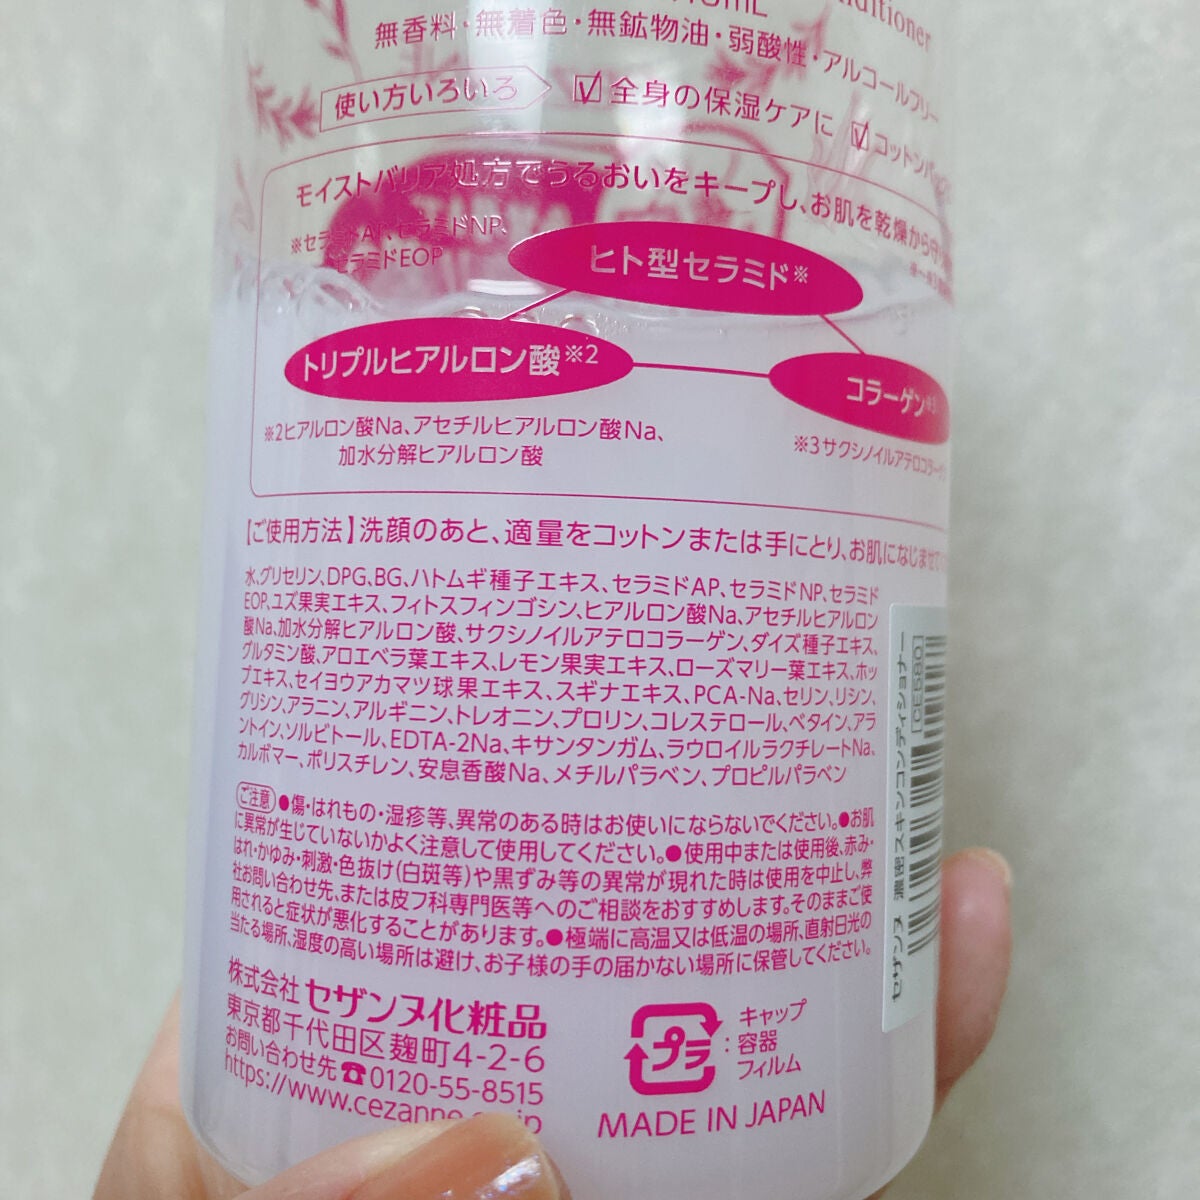 nditioner
無香料・無着色・無鉱物油・弱酸性・アルコールフリー
使い方いろいろ
全身の保湿ケアに
コットンパック
モイストバリア処方でうるおいをキープし、お肌を乾燥から守
※セラミドAP、セラミドNP、
セラミドEOP
ヒト型セラミド※
トリプルヒアルロン酸※2
コラーゲン※3
※2ヒアルロン酸Na、アセチルヒアルロン酸Na、
加水分解ヒアルロン酸
※3サクシノイルアテロコラーゲン
【ご使用方法】洗顔のあと、適量をコットンまたは手にとり、お肌になじませて
水、グリセリン、DPG、BG、ハトムギ種子エキス、セラミドAP、セラミドNP、セラミド
EOP、ユズ果実エキス、フィトスフィンゴシン、ヒアルロン酸Na、アセチルヒアルロン
酸Na、加水分解ヒアルロン酸、サクシノイルアテロコラーゲン、ダイズ種子エキス、
グルタミン酸、アロエベラ葉エキス、レモン果実エキス、ローズマリー葉エキス、ホッ
プエキス、セイヨウアカマツ球果エキス、スギナエキス、PCA-Na、セリン、リシン、
グリシン、アラニン、アルギニン、トレオニン、プロリン、コレステロール、ベタイン、アラ
ントイン、ソルビトール、EDTA-2Na、キサンタンガム、ラウロイルラクチレートNa、
カルボマー、ポリスチレン、安息香酸Na、メチルパラベン、プロピルパラベン
ご注意 ●傷・はれもの・湿疹等、異常のある時はお使いにならないでください。●お肌
に異常が生じていないかよく注意して使用してください。●使用中または使用後、赤み・
はれ・かゆみ・刺激・色抜け(白斑等)や黒ずみ等の異常が現れた時は使用を中止し、弊
社お問い合わせ先、または皮フ科専門医等へのご相談をおすすめします。そのままご使
用されると症状が悪化することがあります。●極端に高温又は低温の場所、直射日光の
当たる場所、湿度の高い場所は避け、お子様の手の届かない場所に保管してください。
株式会社 セザンヌ化粧品
東京都千代田区麹町4-2-6
お問い合わせ先☎0120-55-8515
https://www.cezanne.co.jp
プラ
:
キャップ
容器
フィルム
MADE IN JAPAN
セザンヌ 濃密スキンコンディショナー
CE580